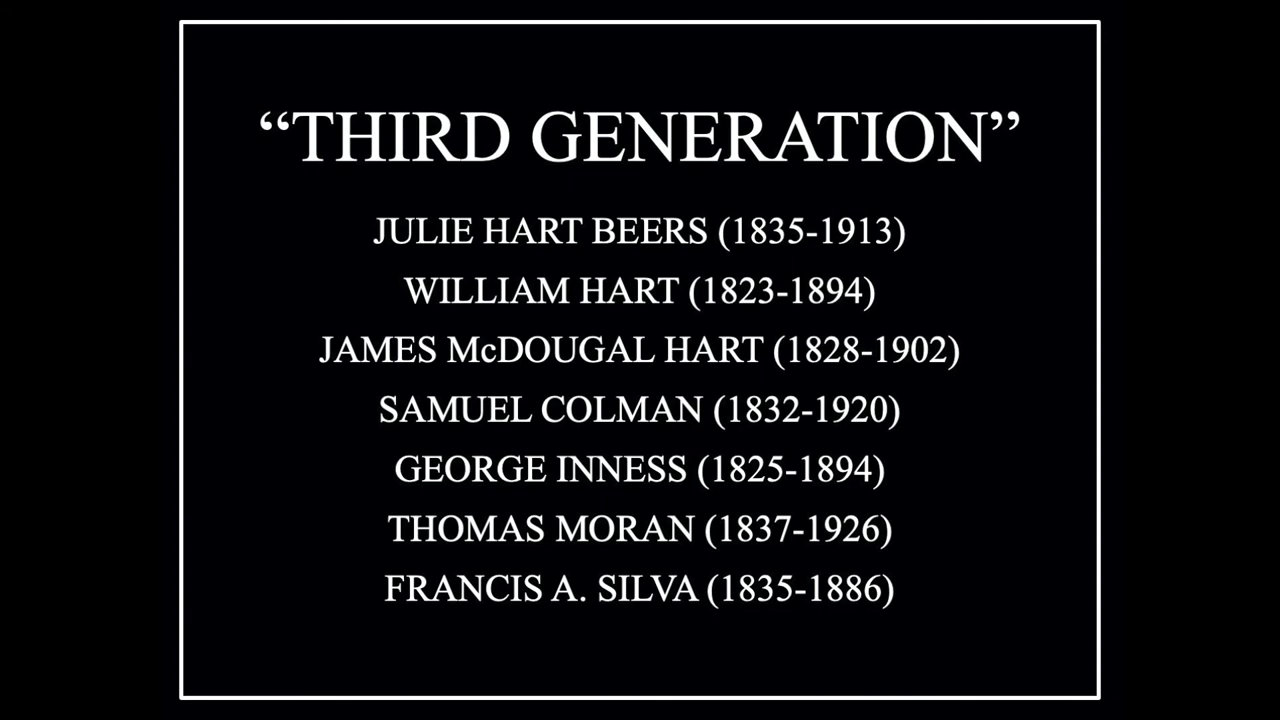 “THIRD GENERATION”
JULIE HART BEERS (1835-1913)
WILLIAM HART (1823-1894)
JAMES McDOUGAL HART (1828-1902)
SAMUEL COLMAN (1832-1920)
GEORGE INNESS (1825-1894)
THOMAS MORAN (1837-1926)
FRANCIS A. SILVA (1835-1886)